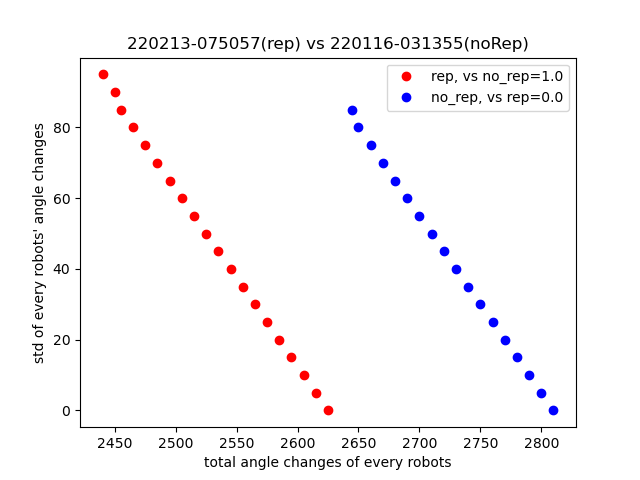 220213-075057(rep) vs 220116-031355(noRep)
rep, vs no_rep=1.0
no_rep, vs rep=0.0
std of every robots' angle changes
80
60
40
20
0
2450 2500 2550 2600 2650 2700 2750 2800
total angle changes of every robots